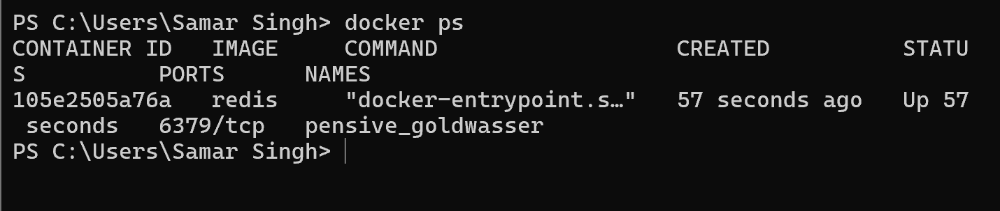 PS C:\Users\Samar Singh> docker ps
CONTAINER ID   IMAGE     COMMAND                  CREATED          STATU
S          PORTS      NAMES
105e2505a76a   redis     "docker-entrypoint.s…"   57 seconds ago   Up 57
 seconds   6379/tcp   pensive_goldwasser
PS C:\Users\Samar Singh>